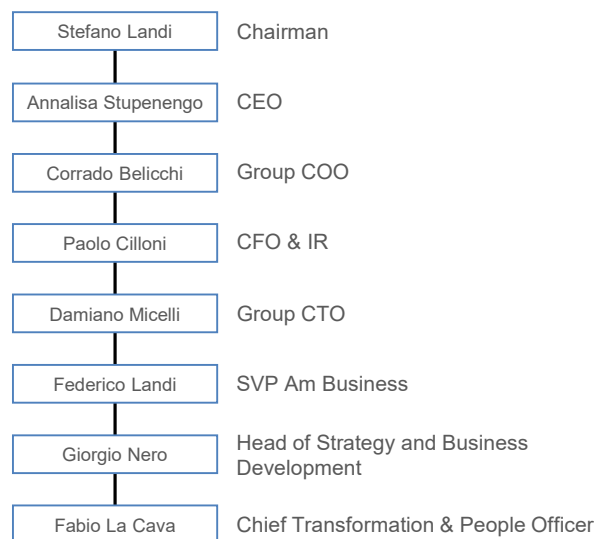 Stefano Landi Chairman
Annalisa Stupenengo CEO
Corrado Belicchi Group COO
Paolo Cilloni CFO & IR
Damiano Micelli Group CTO
Federico Landi SVP Am Business
Giorgio Nero Head of Strategy and Business
Development
Fabio La Cava Chief Transformation & People Officer